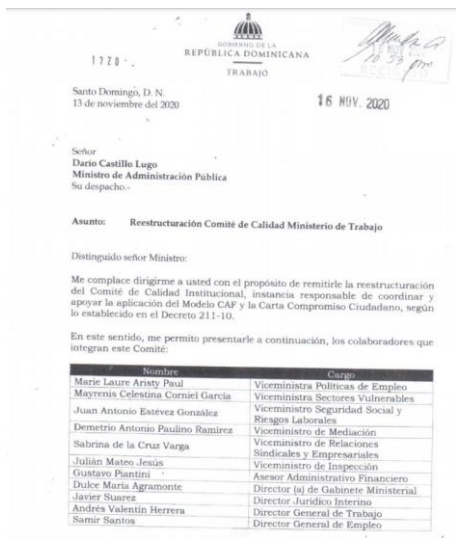 GOBIERNO DE LA
REPÚBLICA DOMINICANA
TRABAJO
1720
Santo Domingo, D. N.
13 de noviembre del 2020
16 NOV. 2020
Señor
Darío Castillo Lugo
Ministro de Administración Pública
Su despacho.-
Asunto: Reestructuración Comité de Calidad Ministerio de Trabajo
Distinguido señor Ministro:
Me complace dirigirme a usted con el propósito de remitirle la reestructuración
del Comité de Calidad Institucional, instancia responsable de coordinar y
apoyar la aplicación del Modelo CAF y la Carta Compromiso Ciudadano, según
lo establecido en el Decreto 211-10.
En este sentido, me permito presentarle a continuación, los colaboradores que
integran este Comité:
Nombre Cargo
Marie Laure Aristy Paul Viceministra Políticas de Empleo
Mayrenis Celestina Corniel García Viceministra Sectores Vulnerables
Juan Antonio Estévez González Viceministro Seguridad Social y
Riesgos Laborales
Demetrio Antonio Paulino Ramírez Viceministro de Mediación
Sabrina de la Cruz Varga Viceministro de Relaciones
Sindicales y Empresariales
Julián Mateo Jesús Viceministro de Inspección
Gustavo Piantini Asesor Administrativo Financiero
Dulce María Agramonte Director (a) de Gabinete Ministerial
Javier Suarez Director Jurídico Interino
Andrés Valentín Herrera Director General de Trabajo
Samir Santos Director General de Empleo